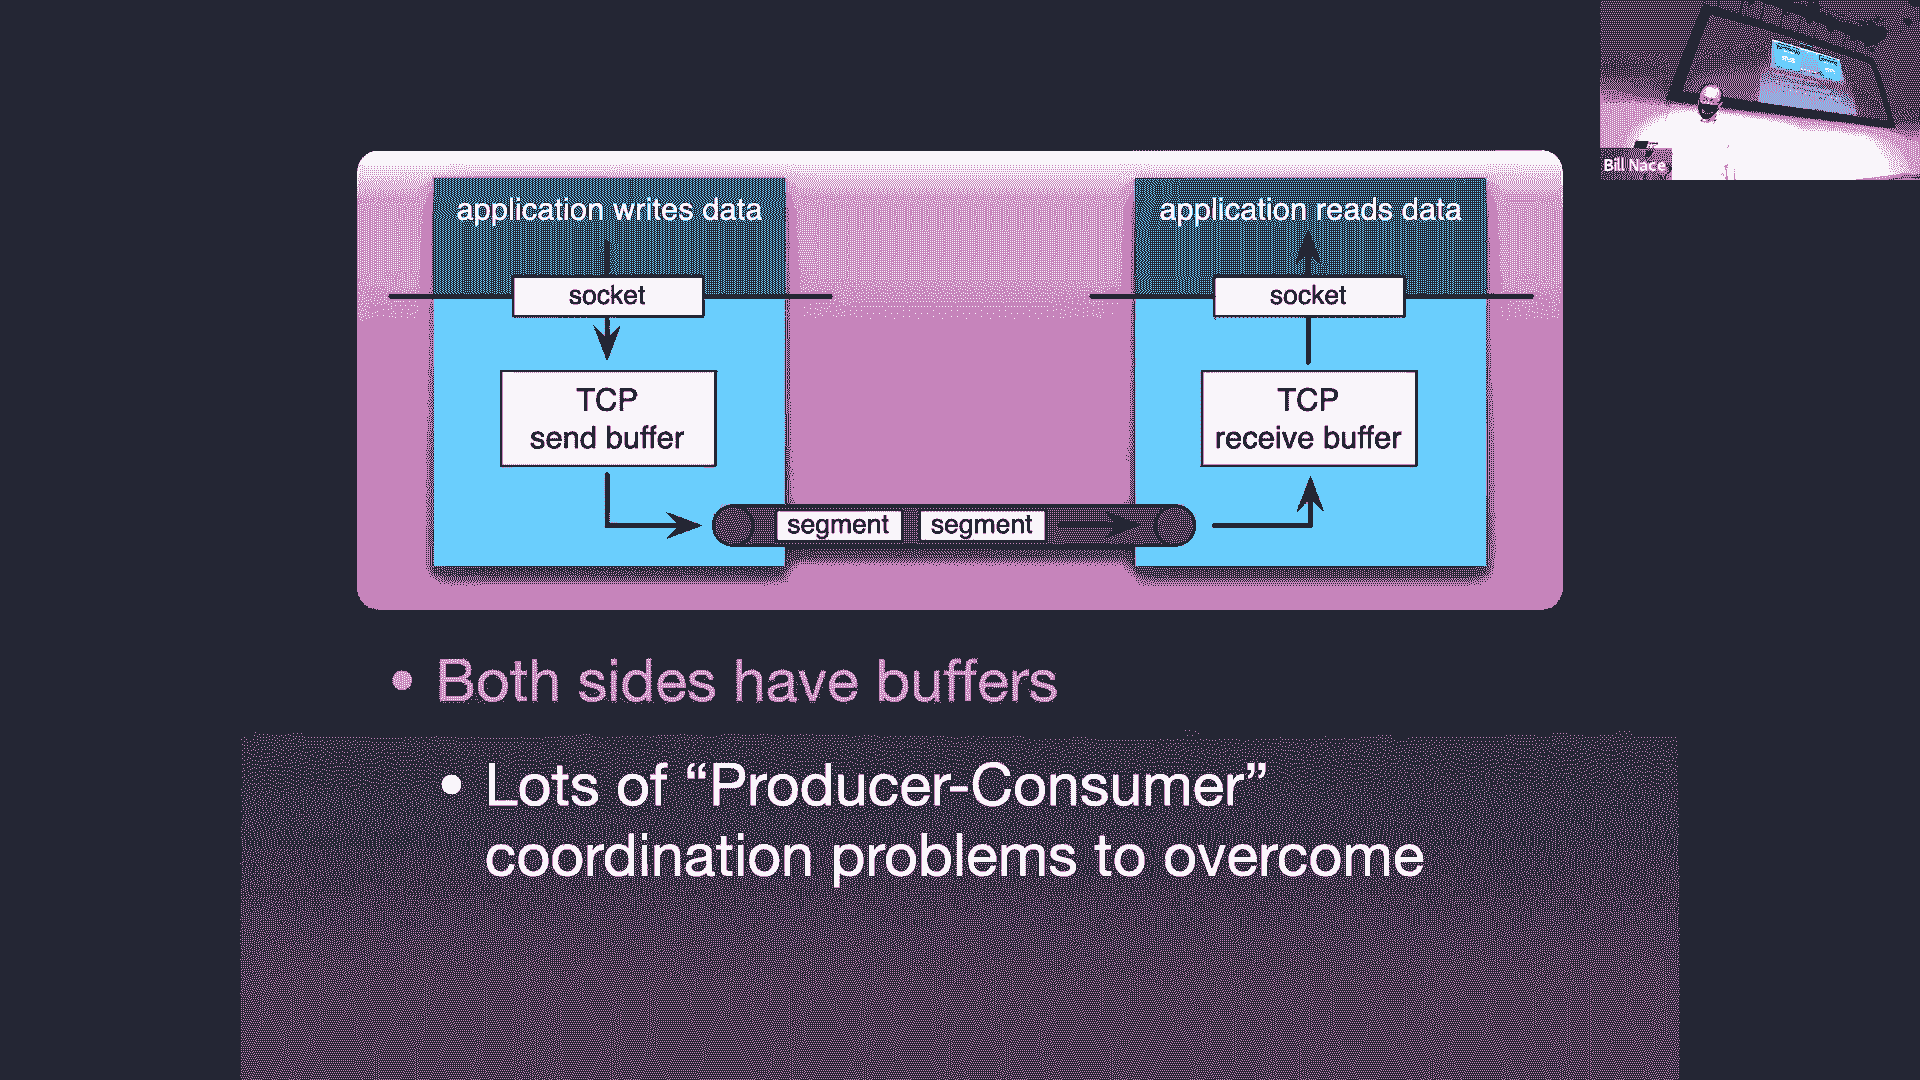 application writes data
socket
TCP
send buffer
segment
segment
application reads data
socket
TCP
receive buffer
• Both sides have buffers
• Lots of “Producer-Consumer”
coordination problems to overcome
Bill Nace